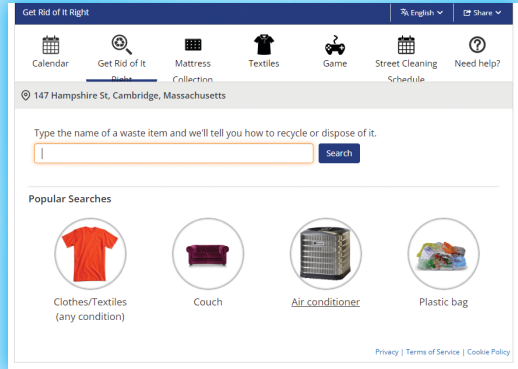 Get Rid of It Right
English
Share
Calendar
Get Rid of It
Right
Mattress
Collection
Textiles
Game
Street Cleaning
Schedule
Need help?
147 Hampshire St, Cambridge, Massachusetts
Type the name of a waste item and we'll tell you how to recycle or dispose of it.
Search
Popular Searches
Clothes/Textiles
(any condition)
Couch
Air conditioner
Plastic bag
Privacy | Terms of Service | Cookie Policy